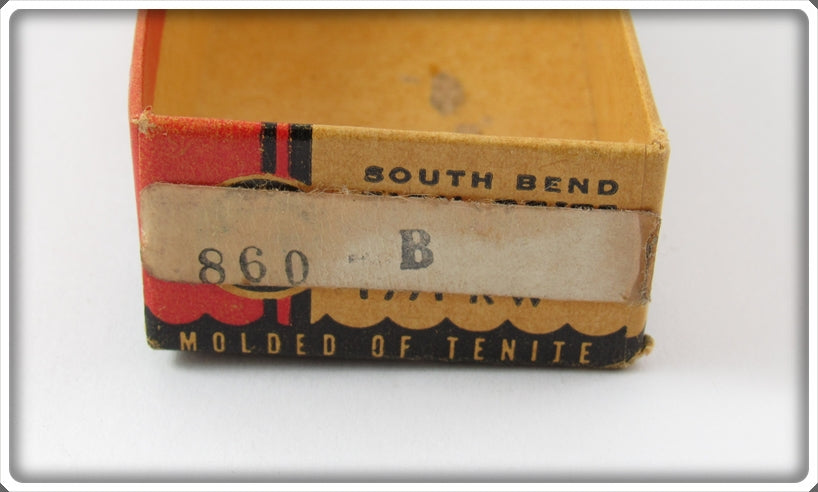 SOUTH BEND
860 - B
MOLDED OF TENITE